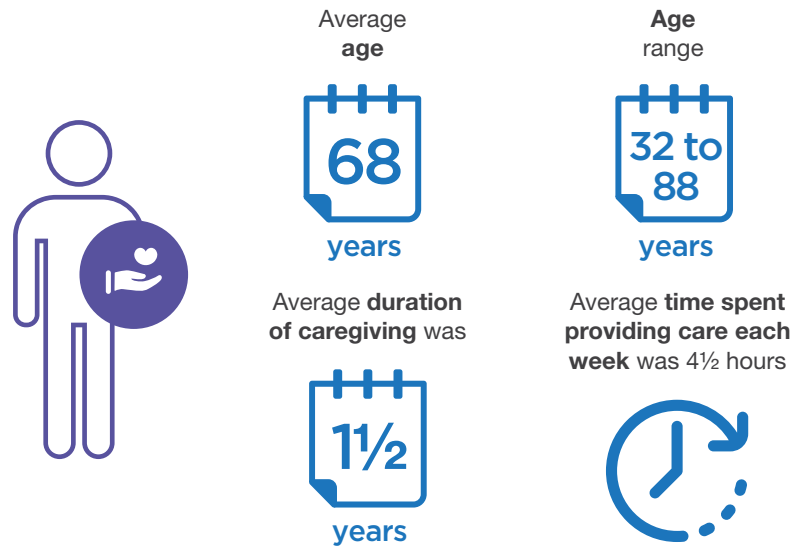 Average
age
68
years
Age
range
32 to
88
years
Average duration
of caregiving was
1½
years
Average time spent
providing care each
week was 4½ hours